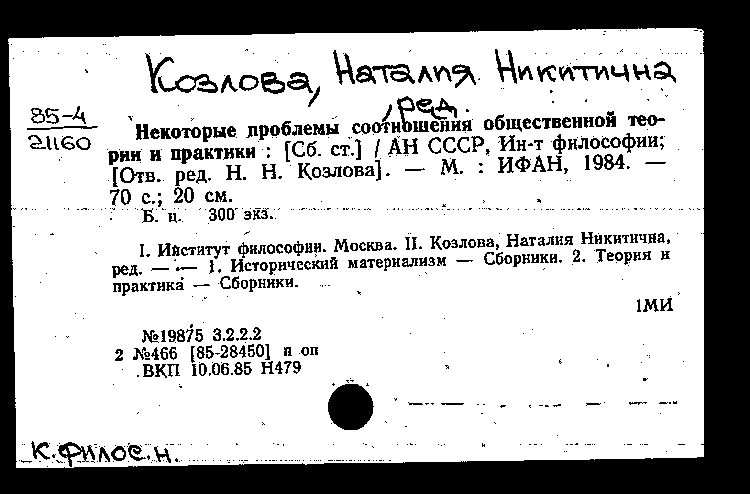 Козлова, Наталия Никитична
, ред.
85-4
21160
Некоторые проблемы соотношения общественной тео-
рии и практики : [Сб. ст.] / АН СССР, Ин-т философии;
[Отв. ред. Н. Н. Козлова]. — М. : ИФАН, 1984. —
70 с.; 20 см.
Б. ц. 300 экз.
I. Институт философии. Москва. II. Козлова, Наталия Никитична,
ред. — — 1. Исторический материализм — Сборники. 2. Теория и
практика — Сборники.
1МИ
№19875 3.2.2.2
2 №466 [85-28450] п оп
ВКП 10.06.85 Н479
К.филос.н.